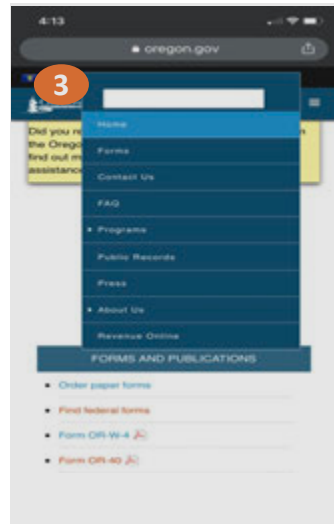 4:13
oregon.gov
3
Home
Did you re
the Orego
Forms
find out m
assistanc
Contact Us
FAQ
Programs
Public Records
Press
About Us
Revenue Online
FORMS AND PUBLICATIONS
Order paper forms
Find federal forms
Form OR-W-4
Form OR-40